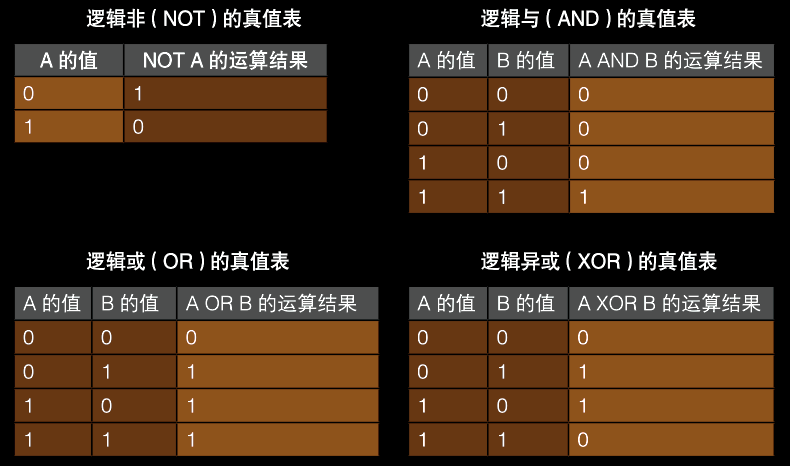 逻辑非 ( NOT ) 的真值表
A 的值 NOT A 的运算结果
0 1
1 0
逻辑与 ( AND ) 的真值表
A 的值 B 的值 A AND B 的运算结果
0 0 0
0 1 0
1 0 0
1 1 1
逻辑或 ( OR ) 的真值表
A 的值 B 的值 A OR B 的运算结果
0 0 0
0 1 1
1 0 1
1 1 1
逻辑异或 ( XOR ) 的真值表
A 的值 B 的值 A XOR B 的运算结果
0 0 0
0 1 1
1 0 1
1 1 0